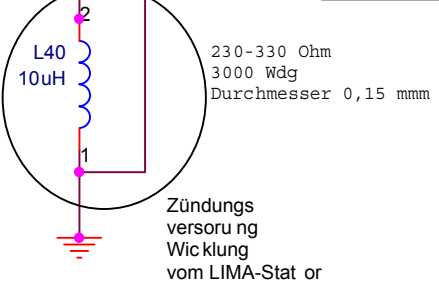 2
L40
10uH
1
230-330 Ohm
3000 Wdg
Durchmesser 0,15 mmm
Zündungs
versoru ng
Wic klung
vom LIMA-Stat or